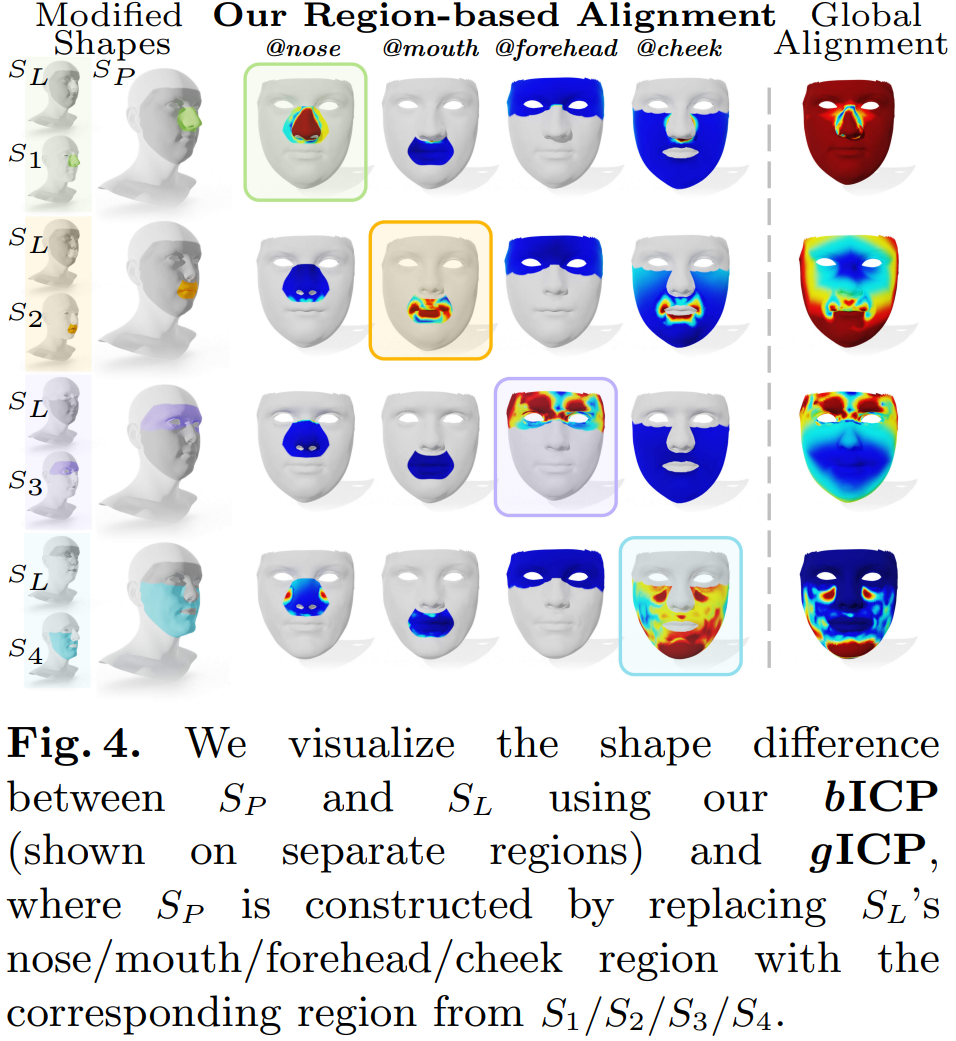 Modified Shapes
Our Region-based Alignment
Global Alignment
@nose @mouth @forehead @cheek
S_L S_P
S_1
S_L
S_2
S_L
S_3
S_L
S_4
Fig. 4. We visualize the shape difference
between S_P and S_L using our bICP
(shown on separate regions) and gICP,
where S_P is constructed by replacing S_L's
nose/mouth/forehead/cheek region with the
corresponding region from S_1/S_2/S_3/S_4.